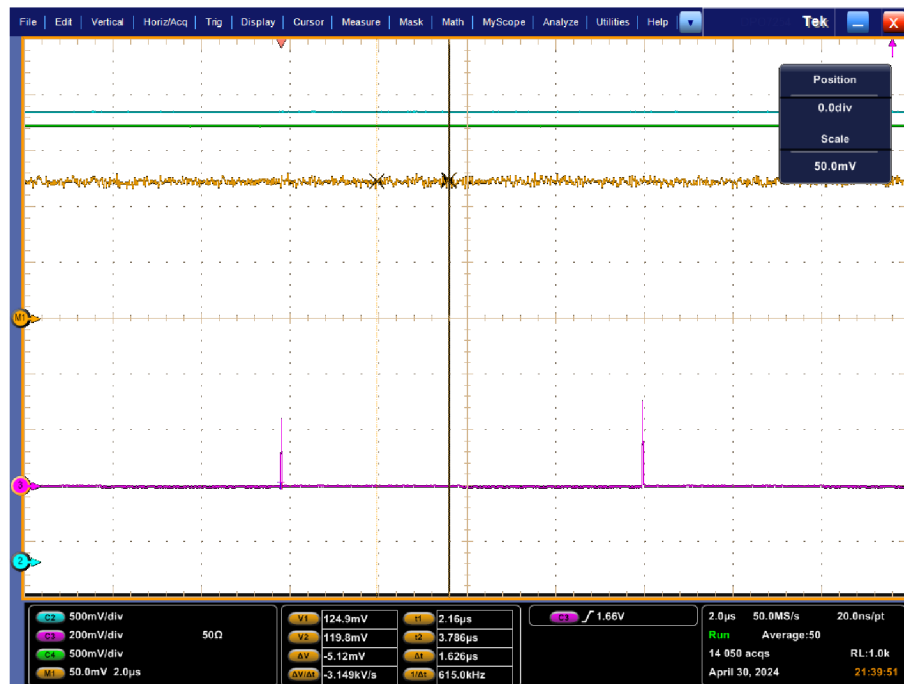 File Edit Vertical Horiz/Acq Trig Display Cursor Measure Mask Math MyScope Analyze Utilities Help Tek X
Position
0.0div
Scale
50.0mV
M1
3
2
C2 500mV/div
C3 200mV/div 50Ω
C4 500mV/div
M1 50.0mV 2.0µs
V1 124.9mV
V2 119.8mV
ΔV -5.12mV
ΔV/Δt -3.149kV/s
t1 2.16µs
t2 3.786µs
Δt 1.626µs
1/Δt 615.0kHz
C3 1.66V
2.0µs 50.0MS/s 20.0ns/pt
Run Average:50
14 050 acqs RL:1.0k
April 30, 2024 21:39:51